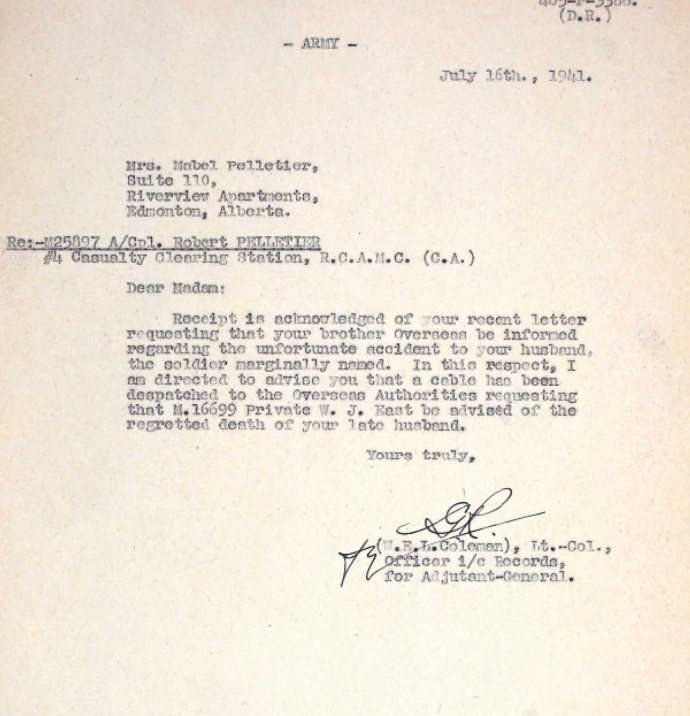 (D.R.)
- ARMY -
July 16th., 1941.
Mrs. Mabel Pelletier,
Suite 110,
Riverview Apartments,
Edmonton, Alberta.
Re:-M25897 A/Cpl. Robert PELLETIER
#4 Casualty Clearing Station, R.C.A.M.C. (C.A.)
Dear Madam:
Receipt is acknowledged of your recent letter
requesting that your brother Overseas be informed
regarding the unfortunate accident to your husband,
the soldier marginally named. In this respect, I
am directed to advise you that a cable has been
despatched to the Overseas Authorities requesting
that M.16699 Private W. J. East be advised of the
regretted death of your late husband.
Yours truly,
(W.E.L.Coleman), Lt.-Col.,
Officer i/c Records,
for Adjutant-General.